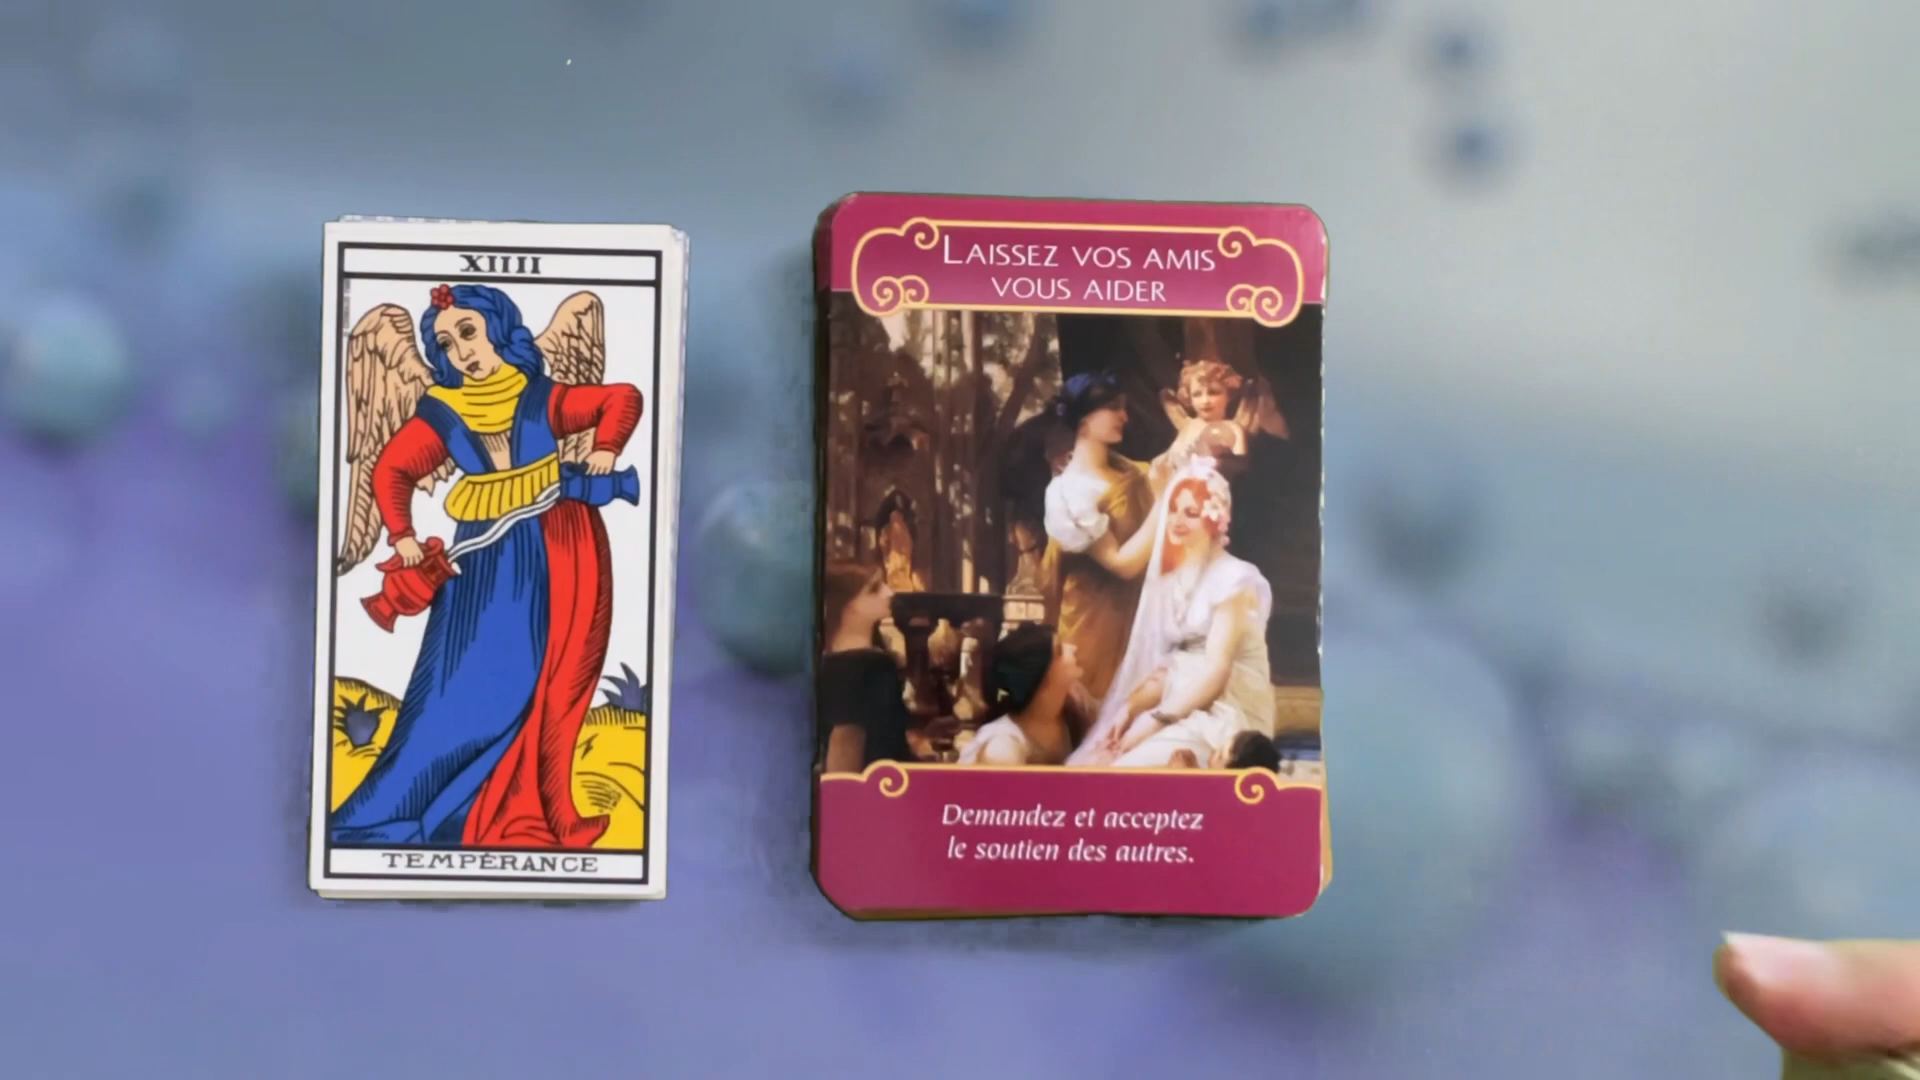 XIIII
TEMPÉRANCE
LAISSEZ VOS AMIS
VOUS AIDER
Demandez et acceptez
le soutien des autres.